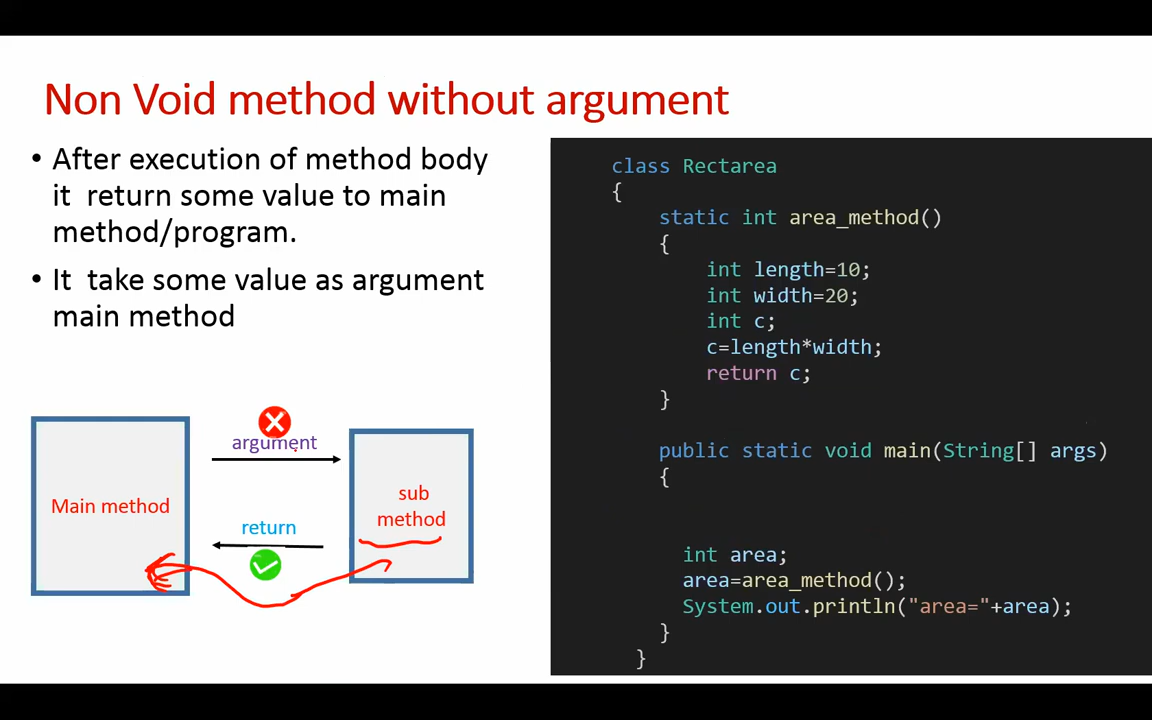 Non Void method without argument
• After execution of method body
it  return some value to main
method/program.
• It  take some value as argument
main method
argument
Main method
return
sub
method
class Rectarea
{
static int area_method()
{
int length=10;
int width=20;
int c;
c=length*width;
return c;
}
public static void main(String[] args)
{
int area;
area=area_method();
System.out.println("area="+area);
}
}